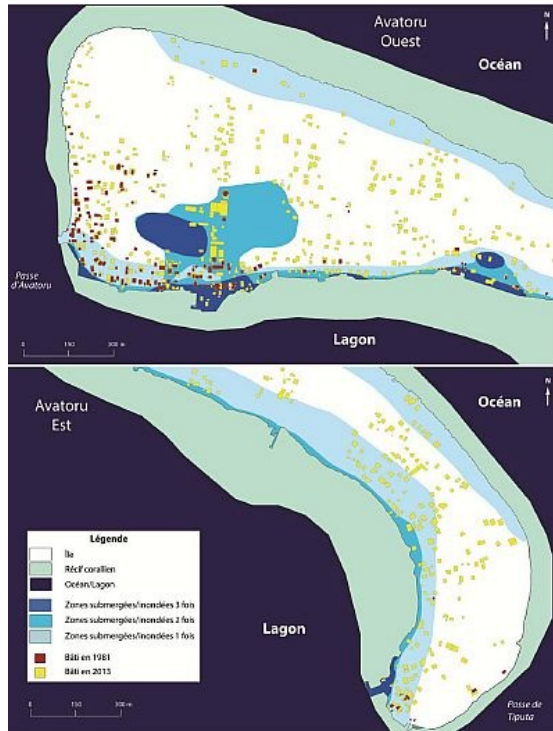 Avatoru
Ouest
Océan
N
Passe
d'Avatoru
0 150 300 m
Lagon
Avatoru
Est
Océan
N
Légende
Île
Récif corallien
Océan/Lagon
Zones submergées/inondées 3 fois
Zones submergées/inondées 2 fois
Zones submergées/inondées 1 fois
Bâti en 1981
Bâti en 2013
Lagon
Passe de
Tiputa
0 150 300 m